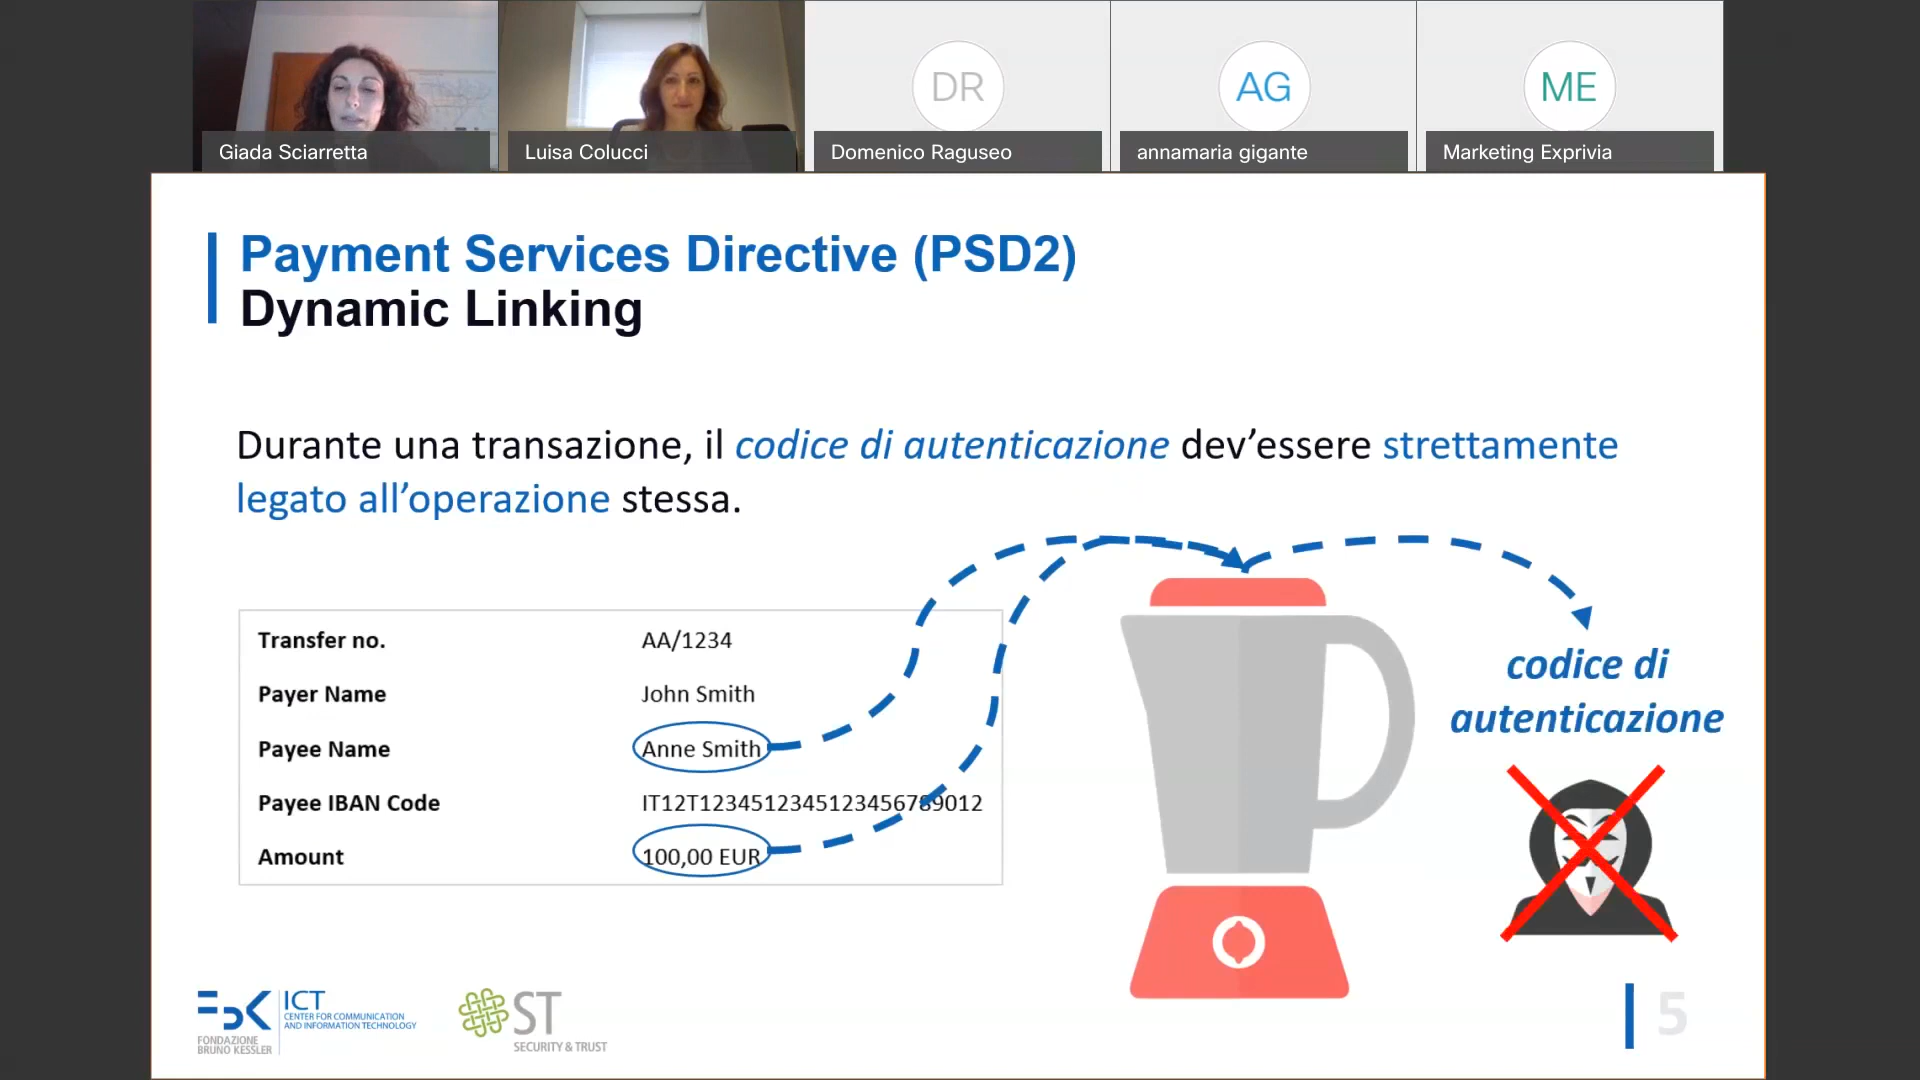 DR
AG
ME
Giada Sciarretta
Luisa Colucci
Domenico Raguseo
annamaria gigante
Marketing Exprivia
Payment Services Directive (PSD2)
Dynamic Linking
Durante una transazione, il codice di autenticazione dev’essere strettamente
legato all’operazione stessa.
Transfer no. AA/1234
Payer Name John Smith
Payee Name Anne Smith
Payee IBAN Code IT12T1234512345123456789012
Amount 100,00 EUR
codice di
autenticazione
FBK
FONDAZIONE
BRUNO KESSLER
ICT
CENTER FOR COMMUNICATION
AND INFORMATION TECHNOLOGY
ST
SECURITY & TRUST
5